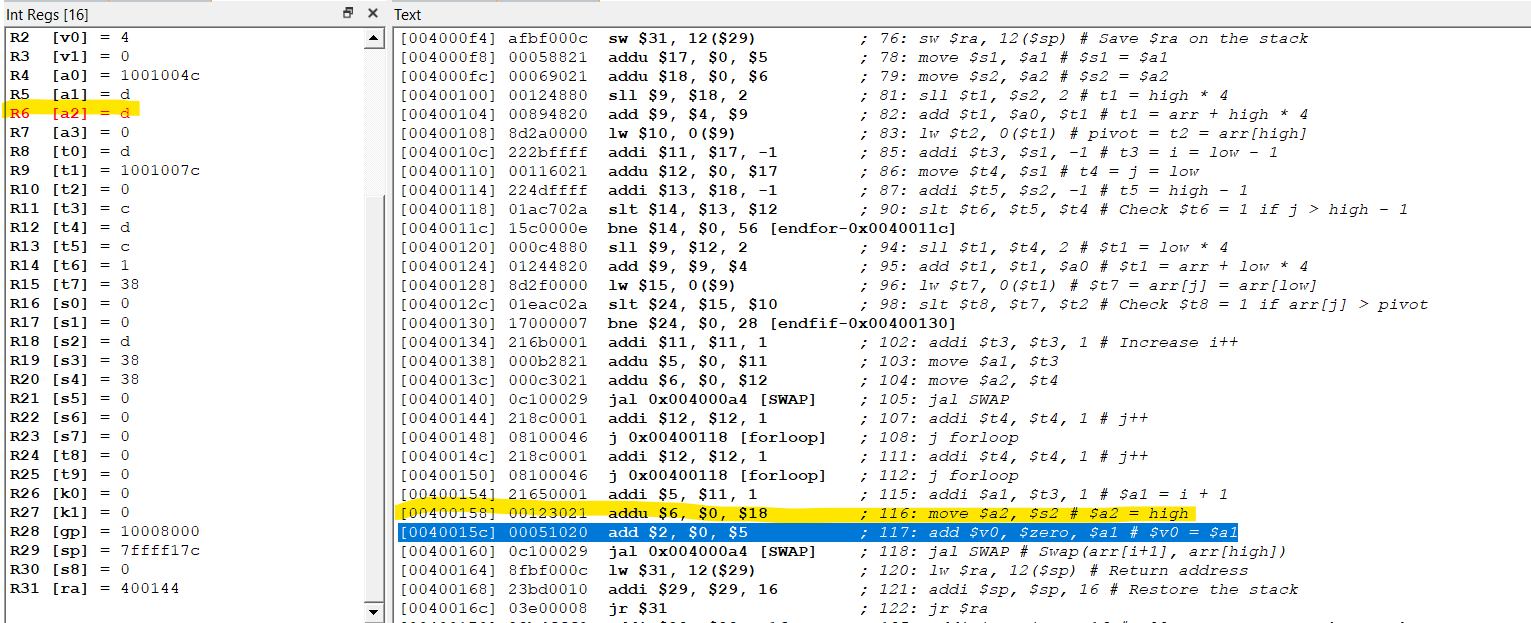 Int Regs [16]
R2 [v0] = 4
R3 [v1] = 0
R4 [a0] = 1001004c
R5 [a1] = d
R6 [a2] = d
R7 [a3] = 0
R8 [t0] = d
R9 [t1] = 1001007c
R10 [t2] = 0
R11 [t3] = c
R12 [t4] = d
R13 [t5] = c
R14 [t6] = 1
R15 [t7] = 38
R16 [s0] = 0
R17 [s1] = 0
R18 [s2] = d
R19 [s3] = 38
R20 [s4] = 38
R21 [s5] = 0
R22 [s6] = 0
R23 [s7] = 0
R24 [t8] = 0
R25 [t9] = 0
R26 [k0] = 0
R27 [k1] = 0
R28 [gp] = 10008000
R29 [sp] = 7ffff17c
R30 [s8] = 0
R31 [ra] = 400144
Text
[004000f4] afbf000c sw $31, 12($29) ; 76: sw $ra, 12($sp) # Save $ra on the stack
[004000f8] 00058821 addu $17, $0, $5 ; 78: move $s1, $a1 # $s1 = $a1
[004000fc] 00069021 addu $18, $0, $6 ; 79: move $s2, $a2 # $s2 = $a2
[00400100] 00124880 sll $9, $18, 2 ; 81: sll $t1, $s2, 2 # t1 = high * 4
[00400104] 00894820 add $9, $4, $9 ; 82: add $t1, $a0, $t1 # t1 = arr + high * 4
[00400108] 8d2a0000 lw $10, 0($9) ; 83: lw $t2, 0($t1) # pivot = t2 = arr[high]
[0040010c] 222bffff addi $11, $17, -1 ; 85: addi $t3, $s1, -1 # t3 = i = low - 1
[00400110] 00116021 addu $12, $0, $17 ; 86: move $t4, $s1 # t4 = j = low
[00400114] 224dffff addi $13, $18, -1 ; 87: addi $t5, $s2, -1 # t5 = high - 1
[00400118] 01ac702a slt $14, $13, $12 ; 90: slt $t6, $t5, $t4 # Check $t6 = 1 if j > high - 1
[0040011c] 15c0000e bne $14, $0, 56 [endfor-0x0040011c]
[00400120] 000c4880 sll $9, $12, 2 ; 94: sll $t1, $t4, 2 # $t1 = low * 4
[00400124] 01244820 add $9, $9, $4 ; 95: add $t1, $t1, $a0 # $t1 = arr + low * 4
[00400128] 8d2f0000 lw $15, 0($9) ; 96: lw $t7, 0($t1) # $t7 = arr[j] = arr[low]
[0040012c] 01eac02a slt $24, $15, $10 ; 98: slt $t8, $t7, $t2 # Check $t8 = 1 if arr[j] > pivot
[00400130] 17000007 bne $24, $0, 28 [endfif-0x00400130]
[00400134] 216b0001 addi $11, $11, 1 ; 102: addi $t3, $t3, 1 # Increase i++
[00400138] 000b2821 addu $5, $0, $11 ; 103: move $a1, $t3
[0040013c] 000c3021 addu $6, $0, $12 ; 104: move $a2, $t4
[00400140] 0c100029 jal 0x004000a4 [SWAP] ; 105: jal SWAP
[00400144] 218c0001 addi $12, $12, 1 ; 107: addi $t4, $t4, 1 # j++
[00400148] 08100046 j 0x00400118 [forloop] ; 108: j forloop
[0040014c] 218c0001 addi $12, $12, 1 ; 111: addi $t4, $t4, 1 # j++
[00400150] 08100046 j 0x00400118 [forloop] ; 112: j forloop
[00400154] 21650001 addi $5, $11, 1 ; 115: addi $a1, $t3, 1 # $a1 = i + 1
[00400158] 00123021 addu $6, $0, $18 ; 116: move $a2, $s2 # $a2 = high
[0040015c] 00051020 add $2, $0, $5 ; 117: add $v0, $zero, $a1 # $v0 = $a1
[00400160] 0c100029 jal 0x004000a4 [SWAP] ; 118: jal SWAP # Swap(arr[i+1], arr[high])
[00400164] 8fbf000c lw $31, 12($29) ; 120: lw $ra, 12($sp) # Return address
[00400168] 23bd0010 addi $29, $29, 16 ; 121: addi $sp, $sp, 16 # Restore the stack
[0040016c] 03e00008 jr $31 ; 122: jr $ra